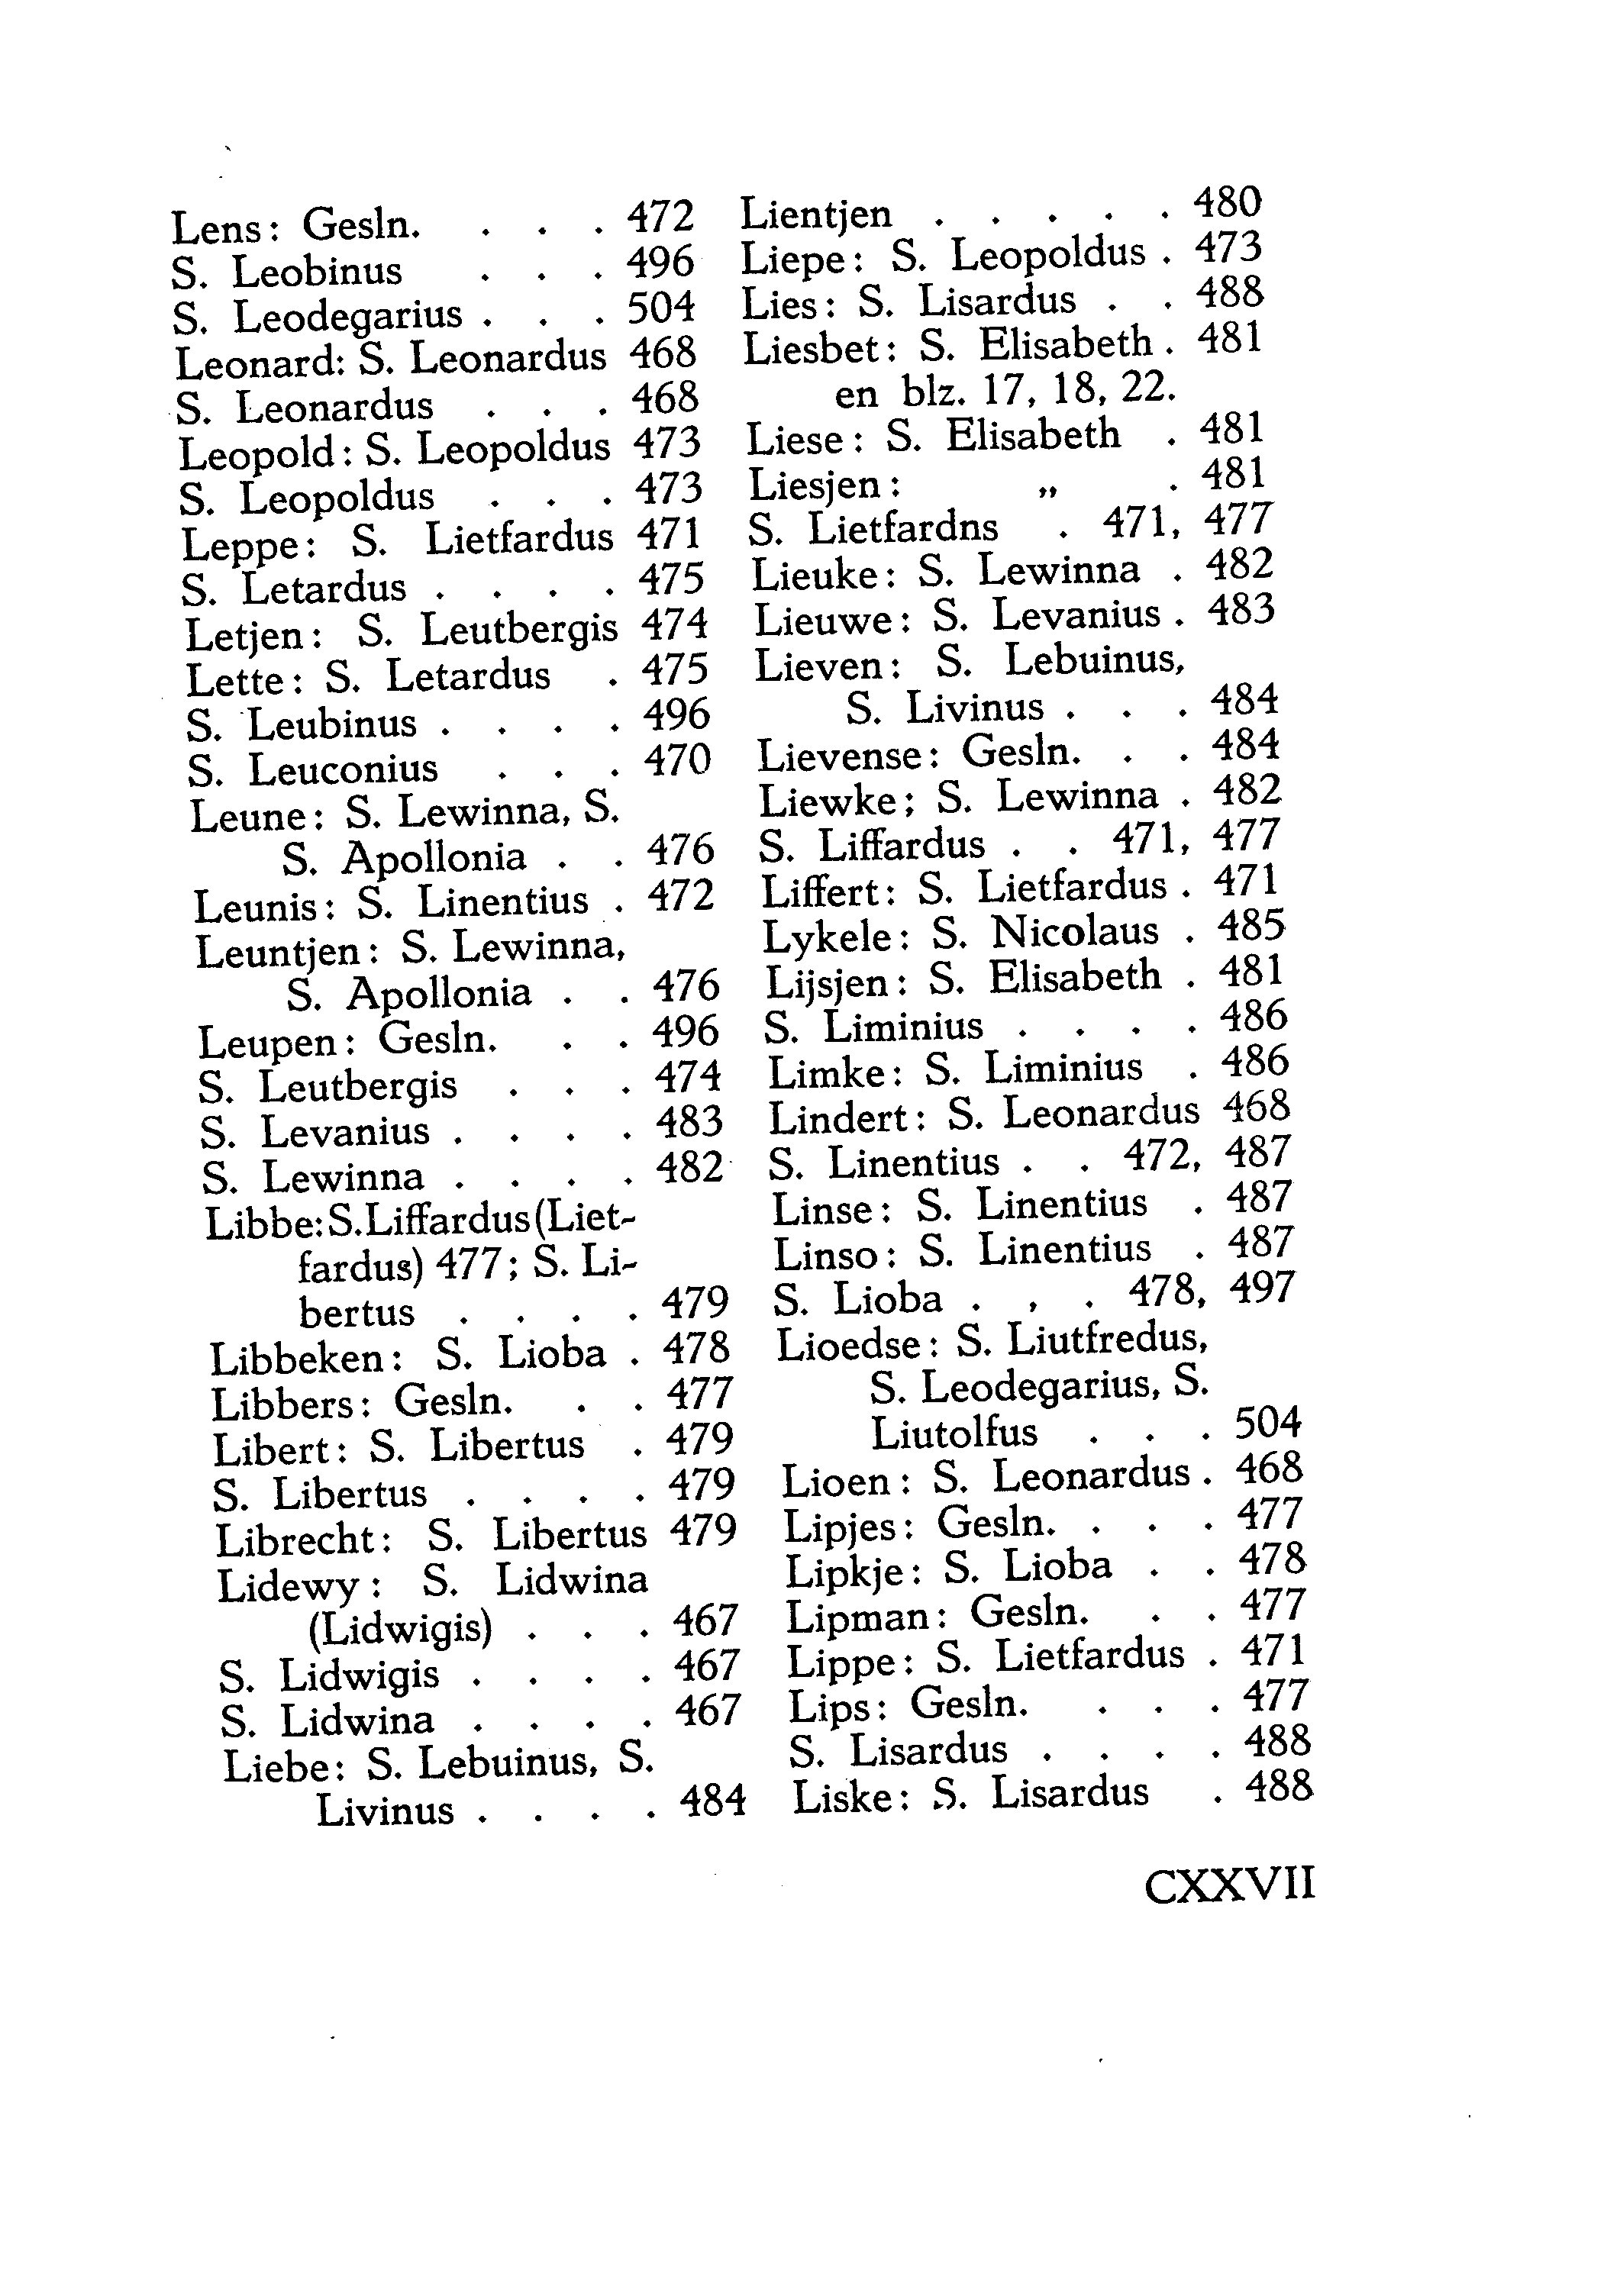 Lens: Gesln. . . . 472
S. Leobinus . . . 496
S. Leodegarius . . . 504
Leonard: S. Leonardus 468
S. Leonardus . . . 468
Leopold: S. Leopoldus 473
S. Leopoldus . . . 473
Leppe: S. Lietfardus 471
S. Letardus . . . . 475
Letjen: S. Leutbergis 474
Lette: S. Letardus . 475
S. Leubinus . . . . 496
S. Leuconius . . . 470
Leune: S. Lewinna, S.
S. Apollonia . . 476
Leunis: S. Linentius . 472
Leuntjen: S. Lewinna,
S. Apollonia . . 476
Leupen: Gesln. . . 496
S. Leutbergis . . . 474
S. Levanius . . . . 483
S. Lewinna . . . . 482
Libbe: S. Liffardus (Liet-
fardus) 477; S. Li-
bertus . . . . 479
Libbeken: S. Lioba . 478
Libbers: Gesln. . . 477
Libert: S. Libertus . 479
S. Libertus . . . . 479
Librecht: S. Libertus 479
Lidewy: S. Lidwina
(Lidwigis) . . . 467
S. Lidwigis . . . . 467
S. Lidwina . . . . 467
Liebe: S. Lebuinus, S.
Livinus . . . . 484
Lientjen . . . . . 480
Liepe: S. Leopoldus . 473
Lies: S. Lisardus . . 488
Liesbet: S. Elisabeth . 481
en blz. 17, 18, 22.
Liese: S. Elisabeth . 481
Liesjen: „ . 481
S. Lietfardns . 471, 477
Lieuke: S. Lewinna . 482
Lieuwe: S. Levanius . 483
Lieven: S. Lebuinus,
S. Livinus . . . 484
Lievense: Gesln. . . 484
Liewke; S. Lewinna . 482
S. Liffardus . . 471, 477
Liffert: S. Lietfardus . 471
Lykele: S. Nicolaus . 485
Lijsjen: S. Elisabeth . 481
S. Liminius . . . . 486
Limke: S. Liminius . 486
Lindert: S. Leonardus 468
S. Linentius . . 472, 487
Linse: S. Linentius . 487
Linso: S. Linentius . 487
S. Lioba . , . 478, 497
Lioedse: S. Liutfredus,
S. Leodegarius, S.
Liutolfus . . . 504
Lioen: S. Leonardus . 468
Lipjes: Gesln. . . . 477
Lipkje: S. Lioba . . 478
Lipman: Gesln. . . 477
Lippe: S. Lietfardus . 471
Lips: Gesln. . . . 477
S. Lisardus . . . . 488
Liske: S. Lisardus . 488
CXXVII